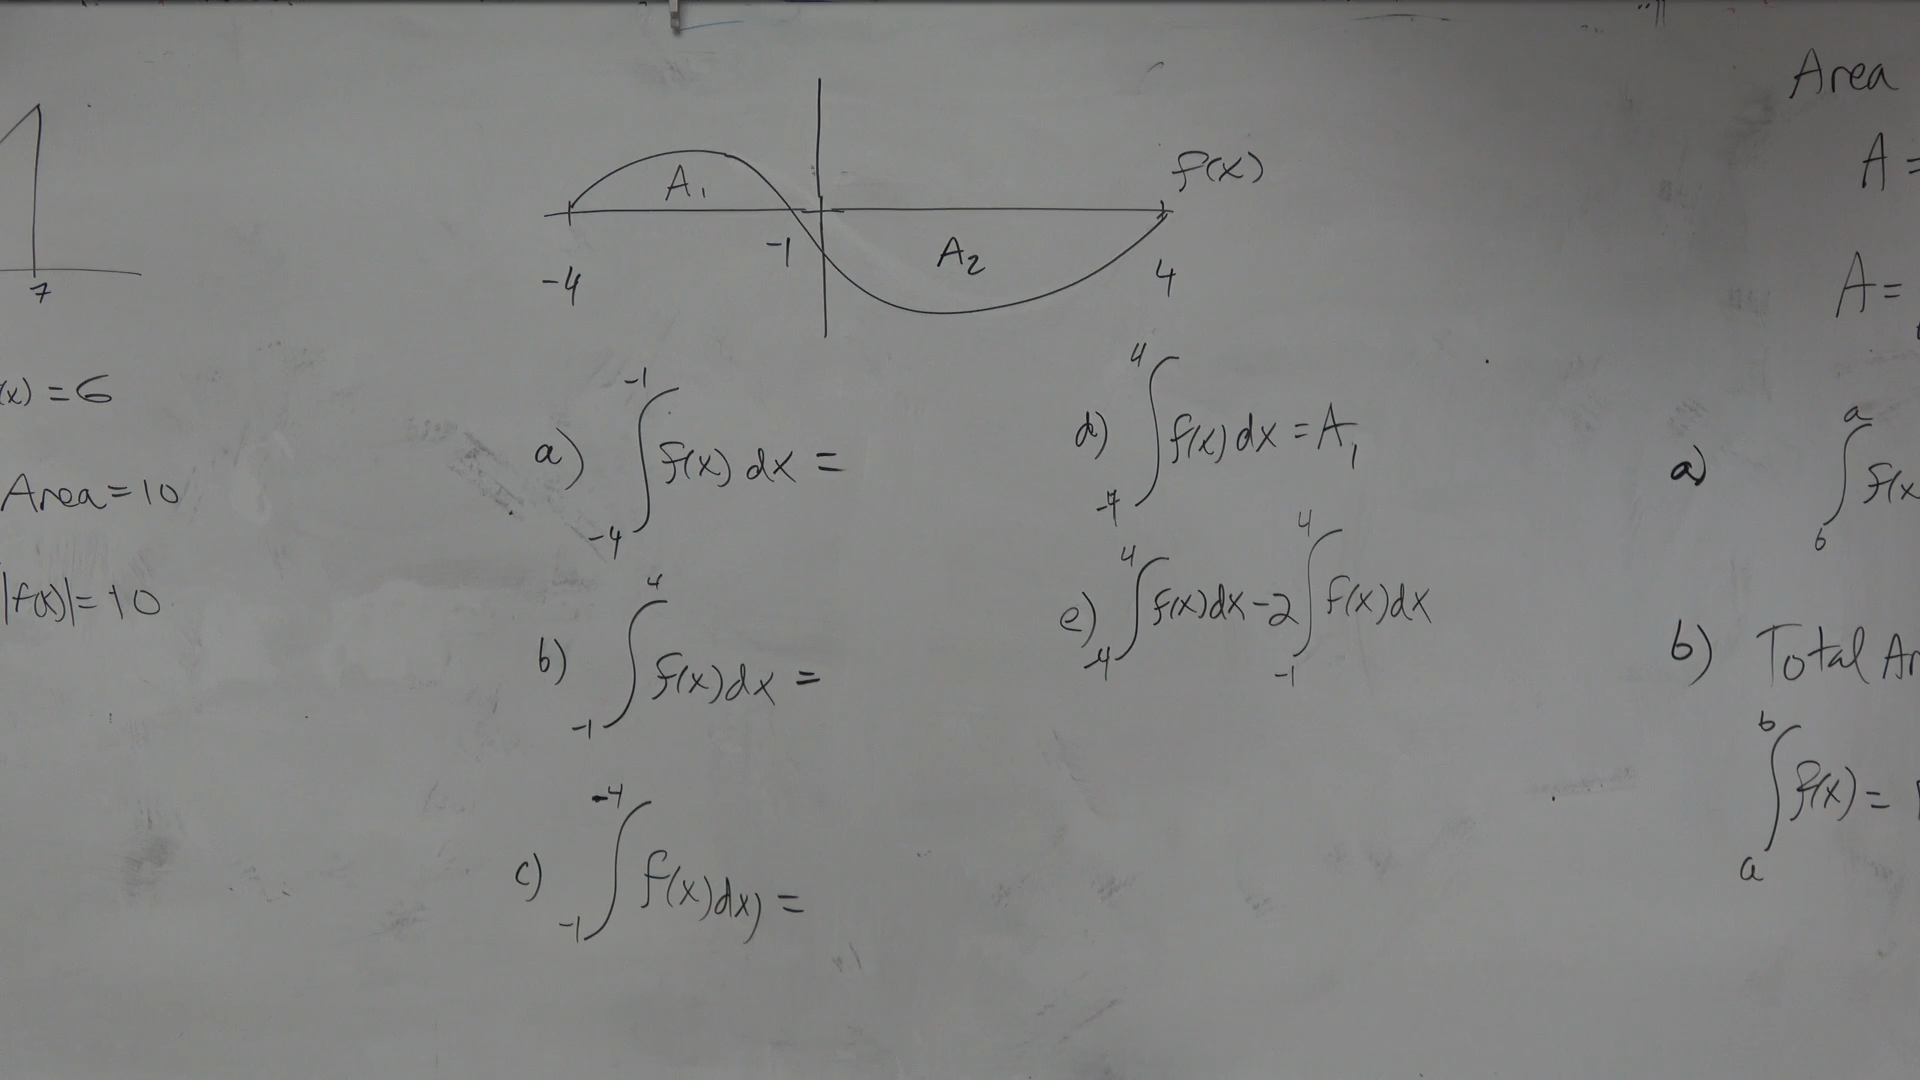 7
(x) = 6
Area = 10
|f(x)| = 10
A₁
f(x)
-1
A₂
-4
4
a) ∫_{-4}^{-1} f(x) dx =
b) ∫_{-1}^{4} f(x) dx =
c) ∫_{-1}^{-4} f(x) dx) =
d) ∫_{-7}^{4} f(x) dx = A₁
e) ∫_{-4}^{4} f(x) dx - 2 ∫_{-1}^{4} f(x) dx
Area
A =
A =
a) ∫_{b}^{a} f(x
b) Total Ar
∫_{a}^{b} f(x) =